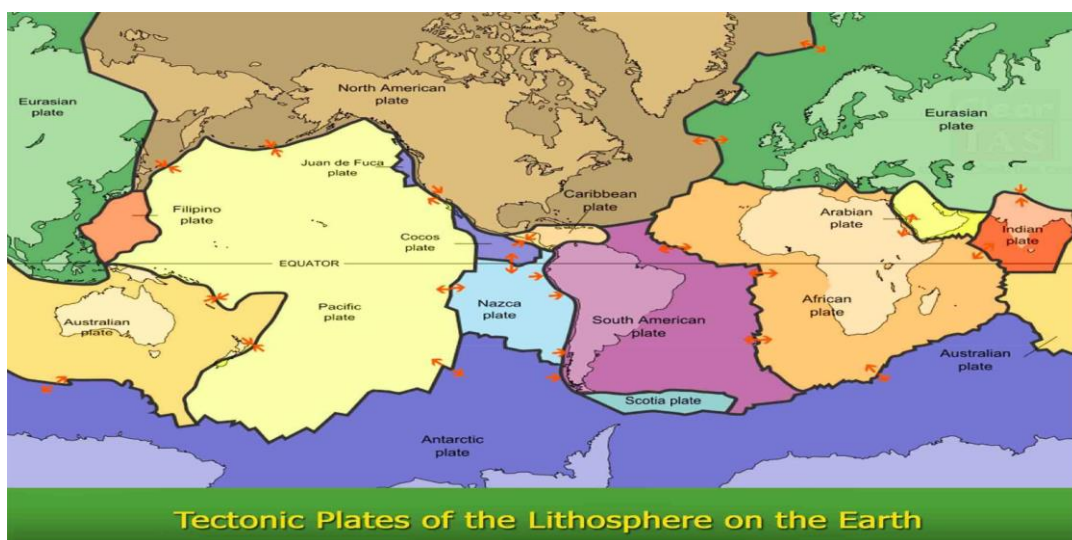 North American
plate
Eurasian
plate
Eurasian
plate
Juan de Fuca
plate
Caribbean
plate
Filipino
plate
Arabian
plate
Indian
plate
Cocos
plate
EQUATOR
Pacific
plate
Nazca
plate
African
plate
Australian
plate
South American
plate
Australian
plate
Scotia plate
Antarctic
plate
Tectonic Plates of the Lithosphere on the Earth